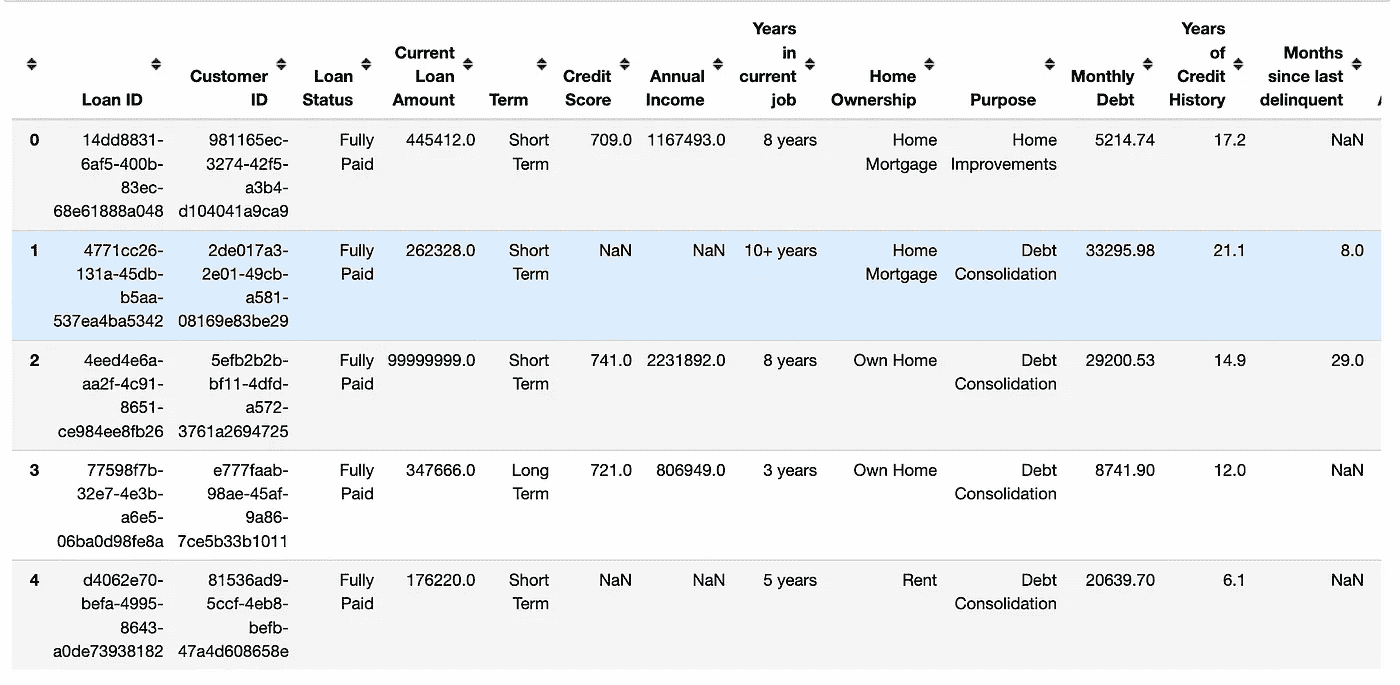 Loan ID Customer ID Loan Status Current Loan Amount Term Credit Score Annual Income Years in current job Home Ownership Purpose Monthly Debt Years of Credit History Months since last delinquent
0 14dd8831- 981165ec- Fully 445412.0 Short 709.0 1167493.0 8 years Home Home 5214.74 17.2 NaN
6af5-400b- 3274-42f5- Paid Term Mortgage Improvements
83ec- a3b4-
68e61888a048 d104041a9ca9
1 4771cc26- 2de017a3- Fully 262328.0 Short NaN NaN 10+ years Home Debt 33295.98 21.1 8.0
131a-45db- 2e01-49cb- Paid Term Mortgage Consolidation
b5aa- a581-
537ea4ba5342 08169e83be29
2 4eed4e6a- 5efb2b2b- Fully 99999999.0 Short 741.0 2231892.0 8 years Own Home Debt 29200.53 14.9 29.0
aa2f-4c91- bf11-4dfd- Paid Term Consolidation
8651- a572-
ce984ee8fb26 3761a2694725
3 77598f7b- e777faab- Fully 347666.0 Long 721.0 806949.0 3 years Own Home Debt 8741.90 12.0 NaN
32e7-4e3b- 98ae-45af- Paid Term Consolidation
a6e5- 9a86-
06ba0d98fe8a 7ce5b33b1011
4 d4062e70- 81536ad9- Fully 176220.0 Short NaN NaN 5 years Rent Debt 20639.70 6.1 NaN
befa-4995- 5ccf-4eb8- Paid Term Consolidation
8643- befb-
a0de73938182 47a4d608658e